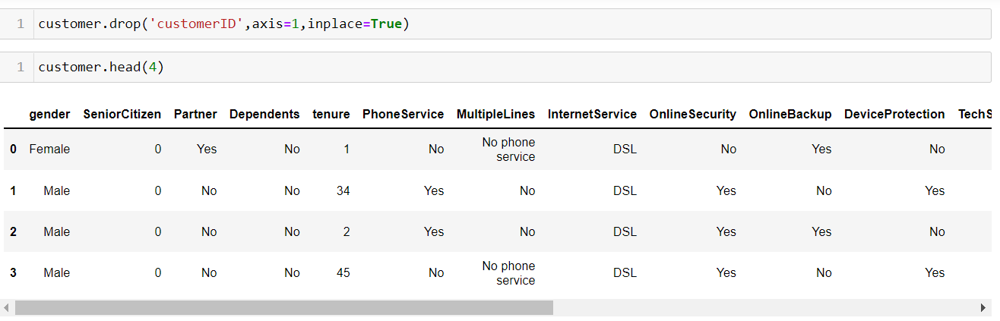 1 customer.drop('customerID',axis=1,inplace=True)
1 customer.head(4)
gender SeniorCitizen Partner Dependents tenure PhoneService MultipleLines InternetService OnlineSecurity OnlineBackup DeviceProtection TechS
0 Female 0 Yes No 1 No No phone service DSL No Yes No
1 Male 0 No No 34 Yes No DSL Yes No Yes
2 Male 0 No No 2 Yes No DSL Yes Yes No
3 Male 0 No No 45 No No phone service DSL Yes No Yes